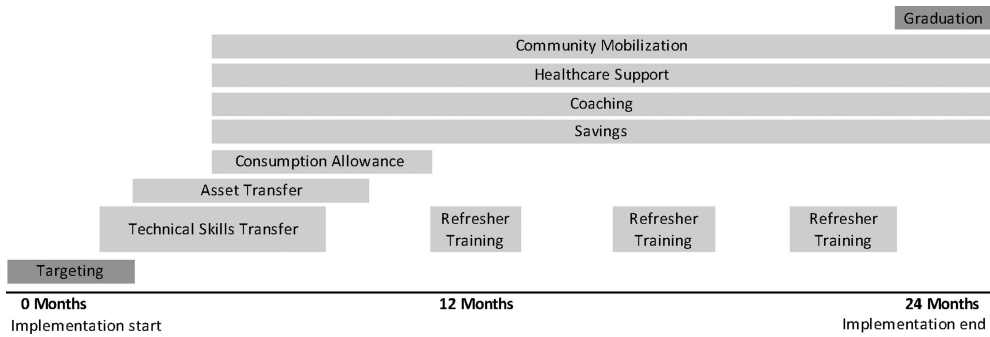 Graduation
Community Mobilization
Healthcare Support
Coaching
Savings
Consumption Allowance
Asset Transfer
Technical Skills Transfer
Refresher
Training
Refresher
Training
Refresher
Training
Targeting
0 Months
12 Months
24 Months
Implementation start
Implementation end